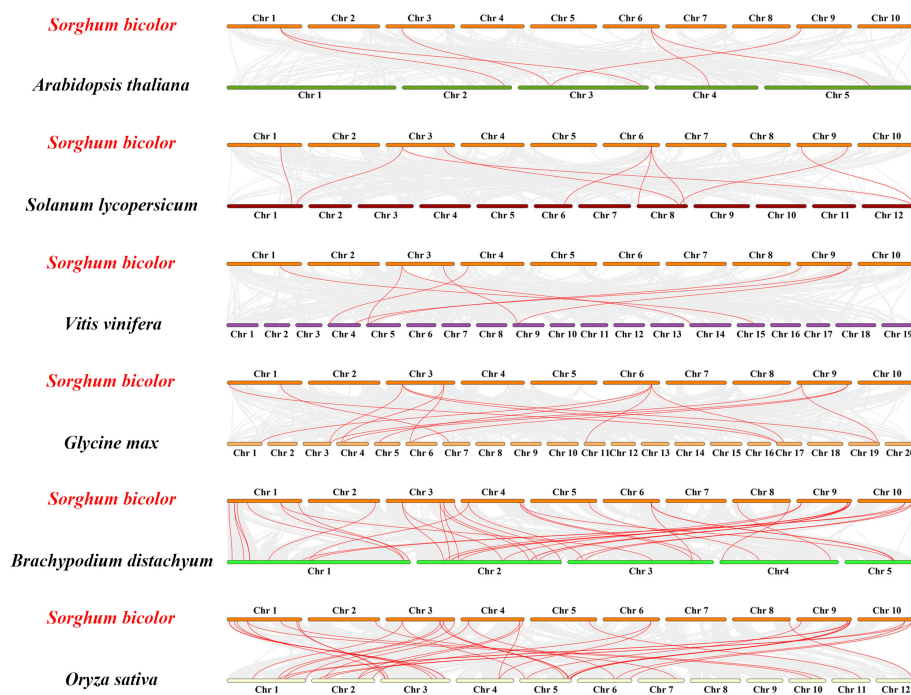 Chr 1 Chr 2 Chr 3 Chr 4 Chr 5 Chr 6 Chr 7 Chr 8 Chr 9 Chr 10
Sorghum bicolor
Arabidopsis thaliana
Chr 1 Chr 2 Chr 3 Chr 4 Chr 5
Chr 1 Chr 2 Chr 3 Chr 4 Chr 5 Chr 6 Chr 7 Chr 8 Chr 9 Chr 10
Sorghum bicolor
Solanum lycopersicum
Chr 1 Chr 2 Chr 3 Chr 4 Chr 5 Chr 6 Chr 7 Chr 8 Chr 9 Chr 10 Chr 11 Chr 12
Chr 1 Chr 2 Chr 3 Chr 4 Chr 5 Chr 6 Chr 7 Chr 8 Chr 9 Chr 10
Sorghum bicolor
Vitis vinifera
Chr 1 Chr 2 Chr 3 Chr 4 Chr 5 Chr 6 Chr 7 Chr 8 Chr 9 Chr 10 Chr 11 Chr 12 Chr 13 Chr 14 Chr 15 Chr 16 Chr 17 Chr 18 Chr 19
Chr 1 Chr 2 Chr 3 Chr 4 Chr 5 Chr 6 Chr 7 Chr 8 Chr 9 Chr 10
Sorghum bicolor
Glycine max
Chr 1 Chr 2 Chr 3 Chr 4 Chr 5 Chr 6 Chr 7 Chr 8 Chr 9 Chr 10 Chr 11 Chr 12 Chr 13 Chr 14 Chr 15 Chr 16 Chr 17 Chr 18 Chr 19 Chr 20
Chr 1 Chr 2 Chr 3 Chr 4 Chr 5 Chr 6 Chr 7 Chr 8 Chr 9 Chr 10
Sorghum bicolor
Brachypodium distachyum
Chr 1 Chr 2 Chr 3 Chr4 Chr 5
Chr 1 Chr 2 Chr 3 Chr 4 Chr 5 Chr 6 Chr 7 Chr 8 Chr 9 Chr 10
Sorghum bicolor
Oryza sativa
Chr 1 Chr 2 Chr 3 Chr 4 Chr 5 Chr 6 Chr 7 Chr 8 Chr 9 Chr 10 Chr 11 Chr 12